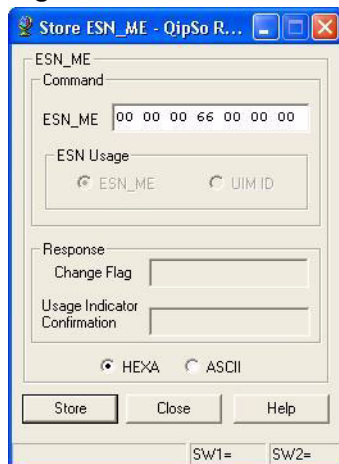 Store ESN_ME - QipSo R...
ESN_ME
Command
ESN_ME 00 00 00 66 00 00 00
ESN Usage
ESN_ME UIM ID
Response
Change Flag
Usage Indicator
Confirmation
HEXA ASCII
Store Close Help
SW1= SW2=